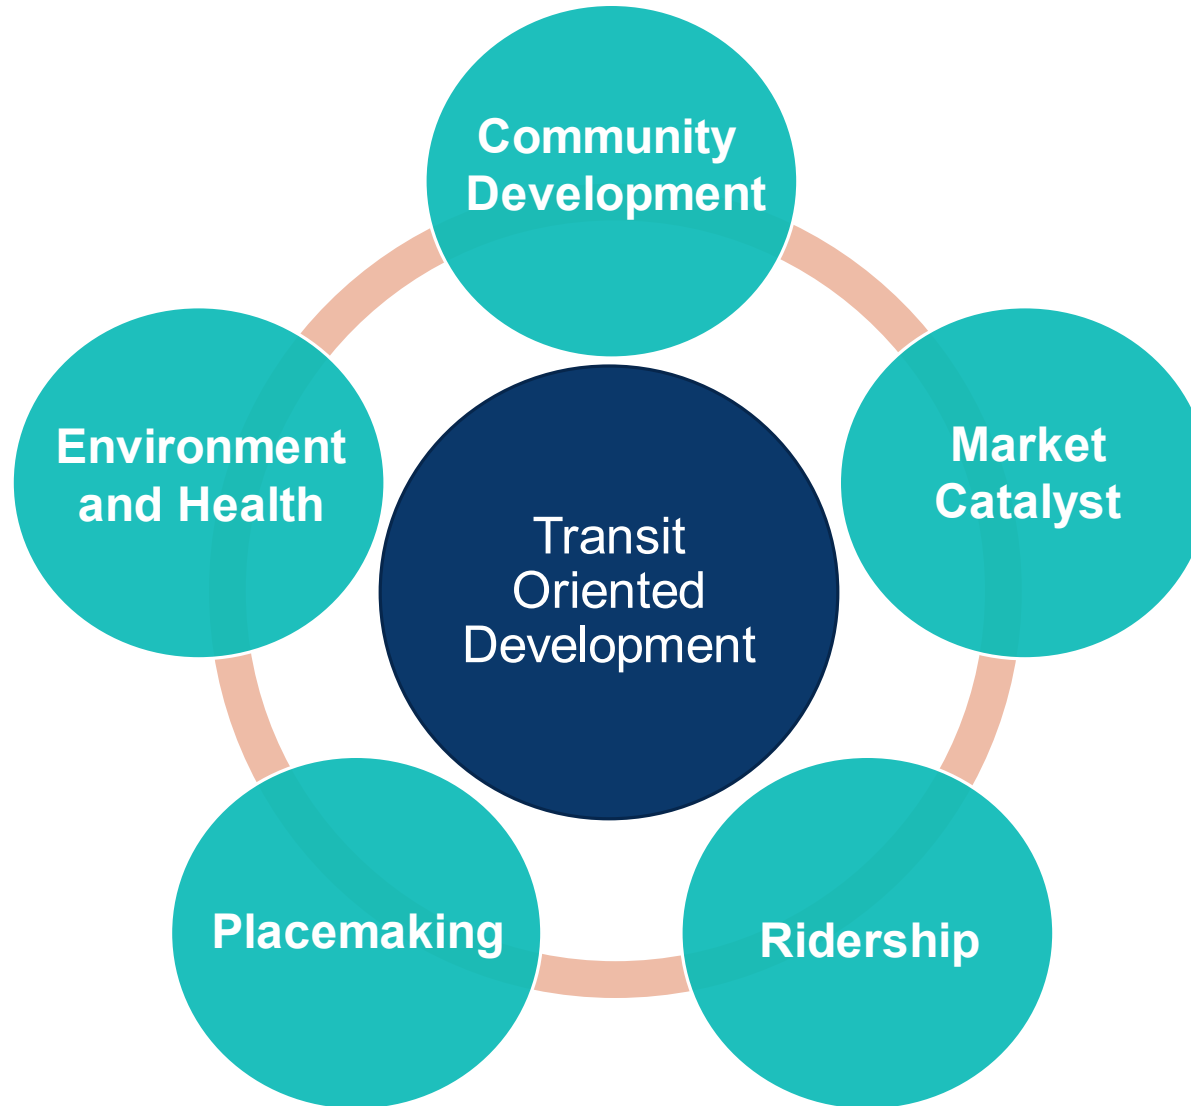 Community
Development
Market
Catalyst
Environment
and Health
Transit
Oriented
Development
Placemaking
Ridership